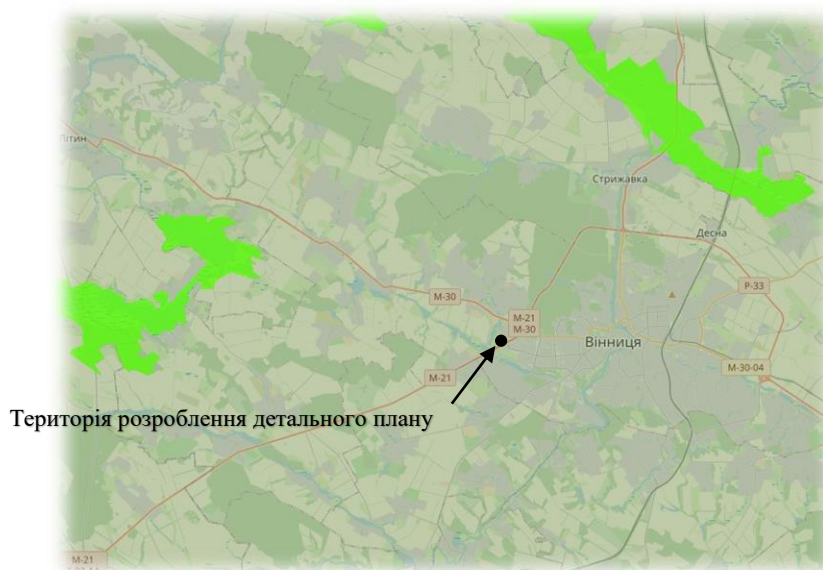 Літин
Стрижавка
Десна
Р-33
М-30
М-21
М-30
Вінниця
М-30-04
М-21
Територія розроблення детального плану
М-21